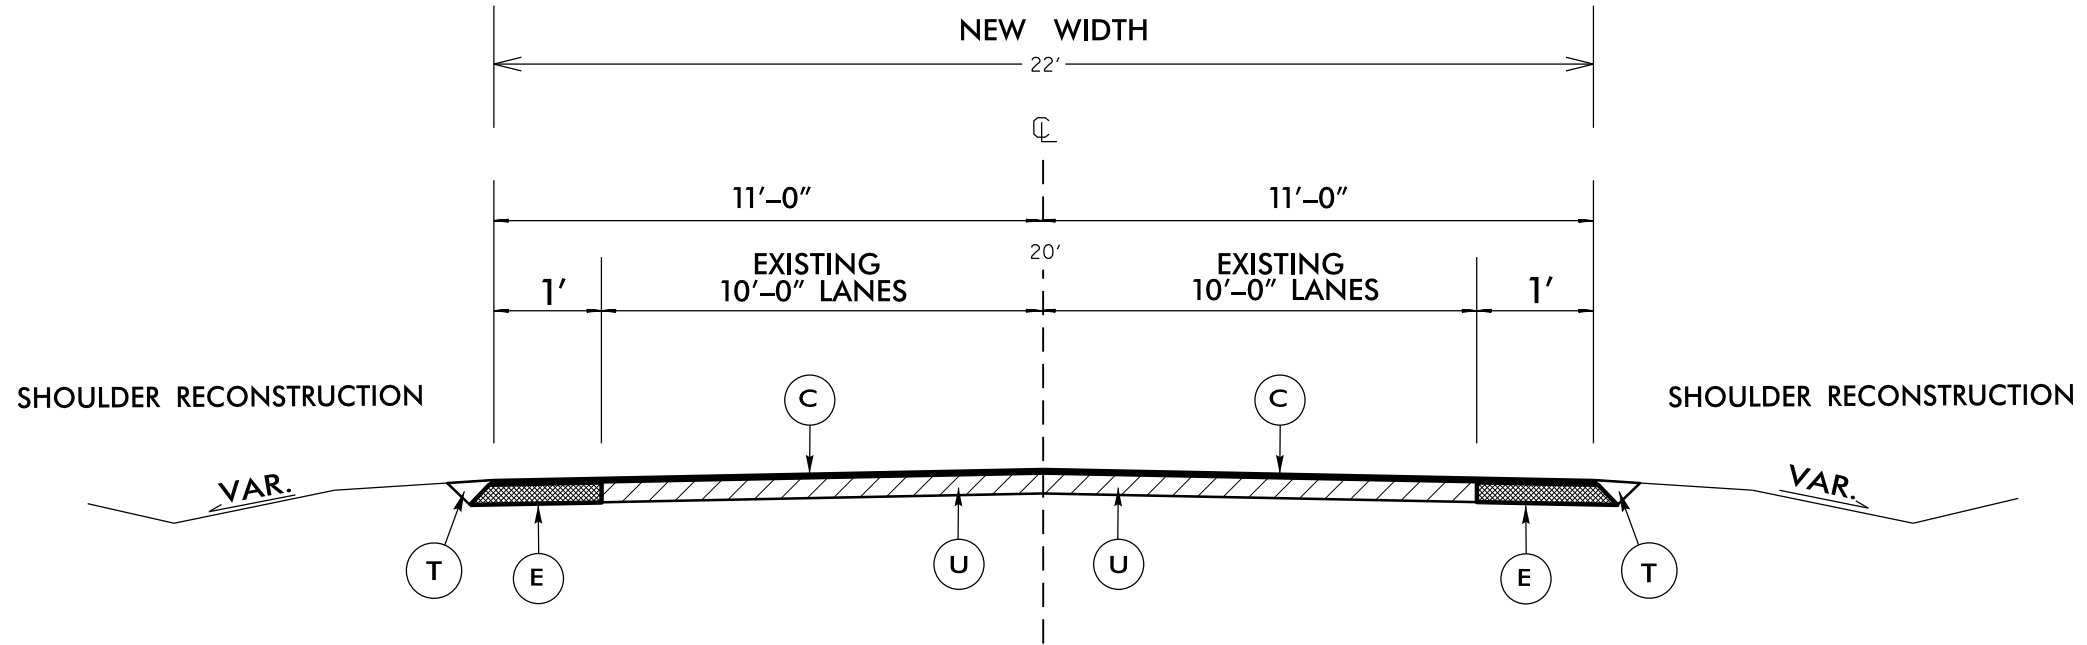 NEW WIDTH
22'
℄
11'–0" 11'–0"
20'
EXISTING EXISTING
1' 10'–0" LANES 10'–0" LANES 1'
SHOULDER RECONSTRUCTION C C SHOULDER RECONSTRUCTION
VAR. VAR.
T E U U E T